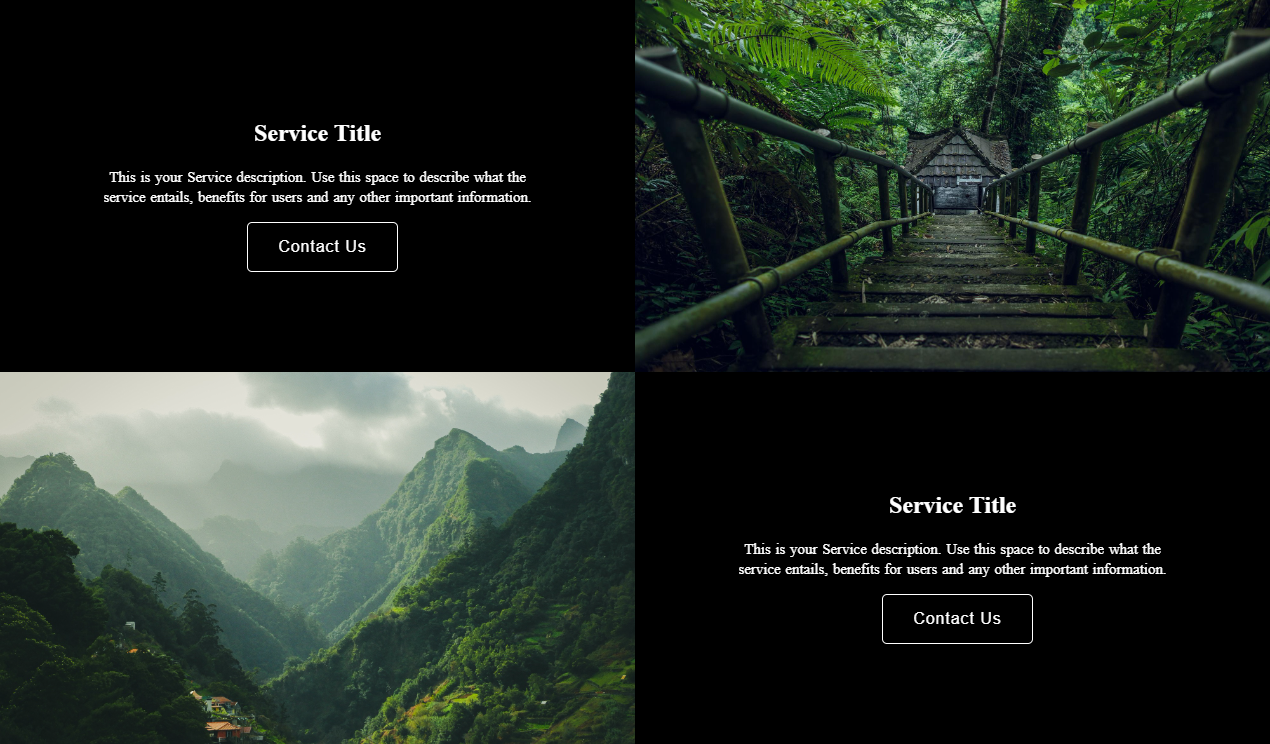 Service Title
This is your Service description. Use this space to describe what the
service entails, benefits for users and any other important information.
Contact Us
Service Title
This is your Service description. Use this space to describe what the
service entails, benefits for users and any other important information.
Contact Us